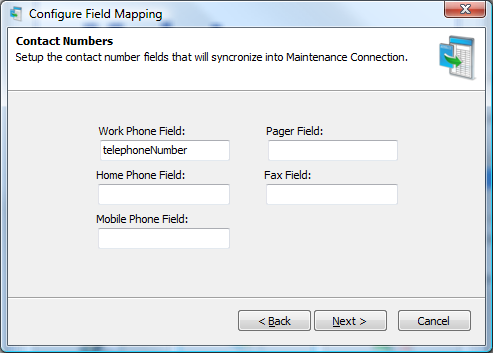 Configure Field Mapping
Contact Numbers
Setup the contact number fields that will syncronize into Maintenance Connection.
Work Phone Field:
telephoneNumber
Pager Field:
Home Phone Field:
Fax Field:
Mobile Phone Field:
< Back
Next >
Cancel